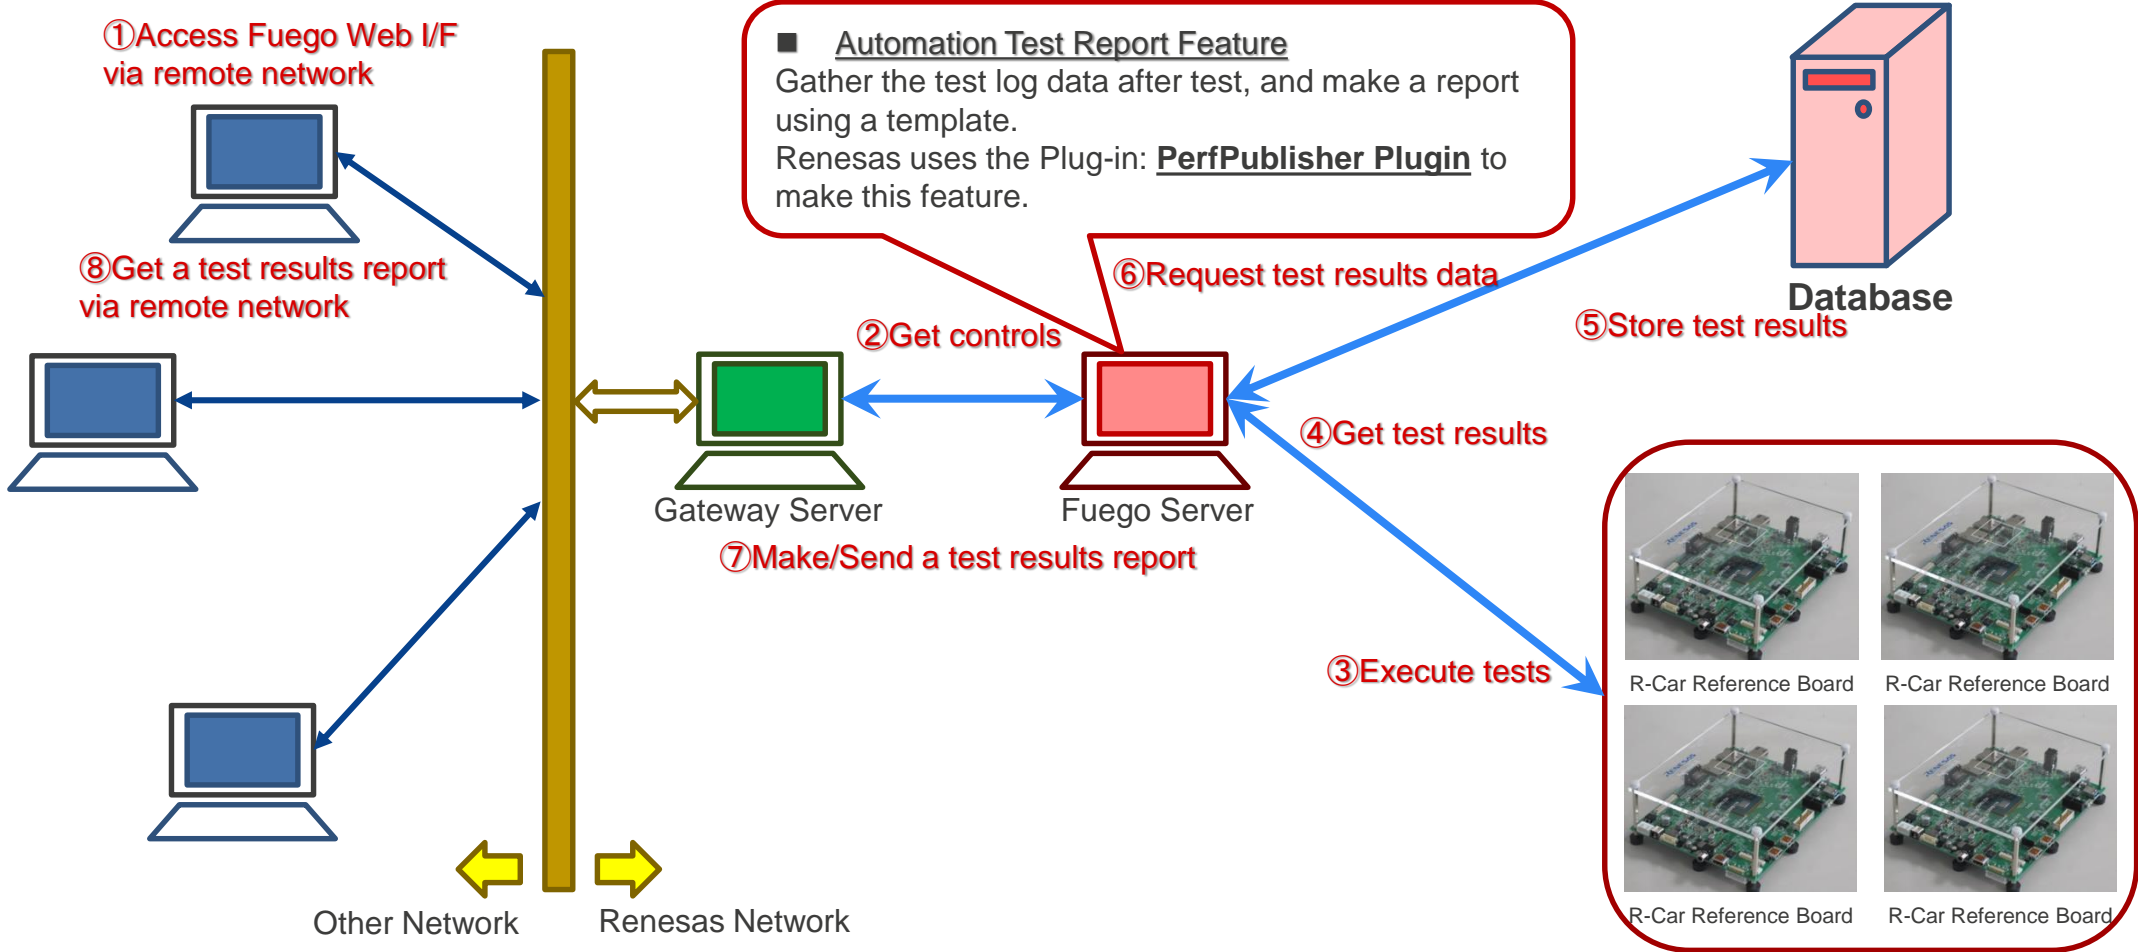 ①Access Fuego Web I/F
via remote network
■ Automation Test Report Feature
Gather the test log data after test, and make a report
using a template.
Renesas uses the Plug-in: PerfPublisher Plugin to
make this feature.
⑧Get a test results report
via remote network
⑥Request test results data
Database
②Get controls
⑤Store test results
④Get test results
Gateway Server
Fuego Server
⑦Make/Send a test results report
③Execute tests
RENESAS
RENESAS
R-Car Reference Board
R-Car Reference Board
RENESAS
RENESAS
R-Car Reference Board
R-Car Reference Board
Other Network
Renesas Network